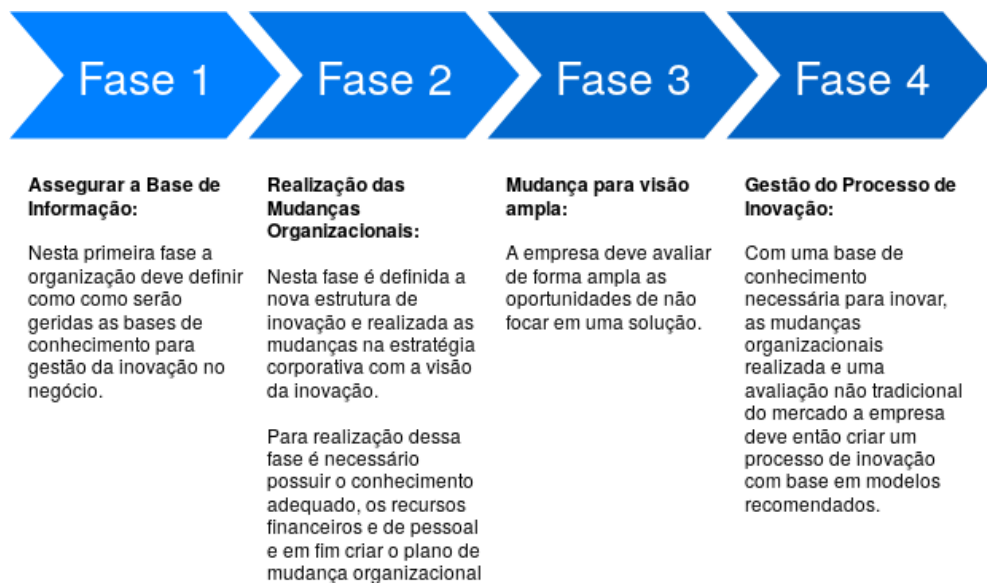 Fase 1
Fase 2
Fase 3
Fase 4
Assegurar a Base de
Informação:
Nesta primeira fase a
organização deve definir
como como serão
geridas as bases de
conhecimento para
gestão da inovação no
negócio.
Realização das
Mudanças
Organizacionais:
Nesta fase é definida a
nova estrutura de
inovação e realizada as
mudanças na estratégia
corporativa com a visão
da inovação.
Para realização dessa
fase é necessário
possuir o conhecimento
adequado, os recursos
financeiros e de pessoal
e em fim criar o plano de
mudança organizacional
Mudança para visão
ampla:
A empresa deve avaliar
de forma ampla as
oportunidades de não
focar em uma solução.
Gestão do Processo de
Inovação:
Com uma base de
conhecimento
necessária para inovar,
as mudanças
organizacionais
realizada e uma
avaliação não tradicional
do mercado a empresa
deve então criar um
processo de inovação
com base em modelos
recomendados.